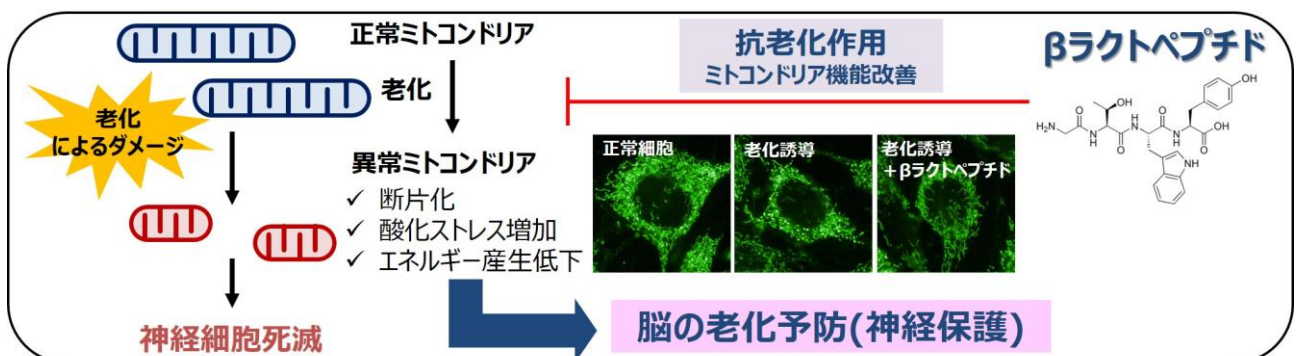 正常ミトコンドリア
老化
老化
によるダメージ
異常ミトコンドリア
✓ 断片化
✓ 酸化ストレス増加
✓ エネルギー産生低下
神経細胞死滅
抗老化作用
ミトコンドリア機能改善
βラクトペプチド
正常細胞
老化誘導
老化誘導
+βラクトペプチド
H₂N
O
N
H
OH
O
H
N
O
N
H
O
OH
OH
NH
脳の老化予防(神経保護)